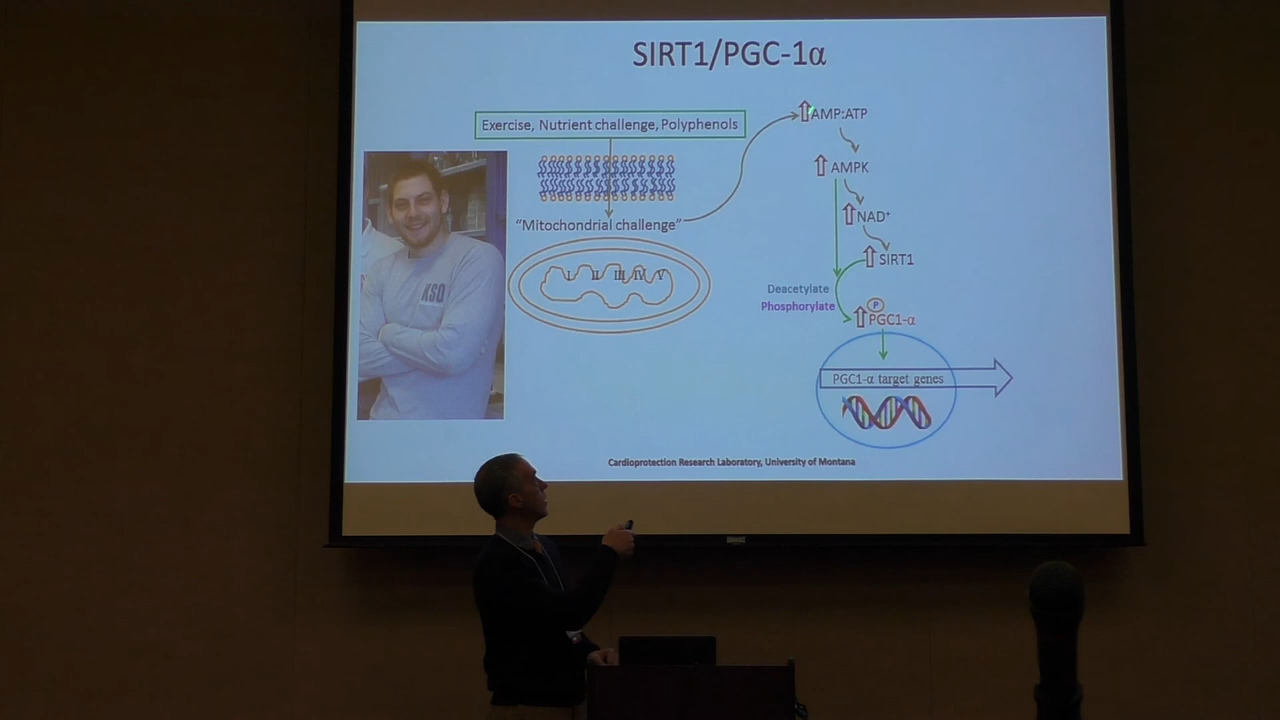 SIRT1/PGC-1α
Exercise, Nutrient challenge, Polyphenols
"Mitochondrial challenge"
I II III IV V
KSQ
AMP:ATP
AMPK
NAD⁺
SIRT1
Deacetylate
Phosphorylate
P
PGC1-α
PGC1-α target genes
Cardioprotection Research Laboratory, University of Montana